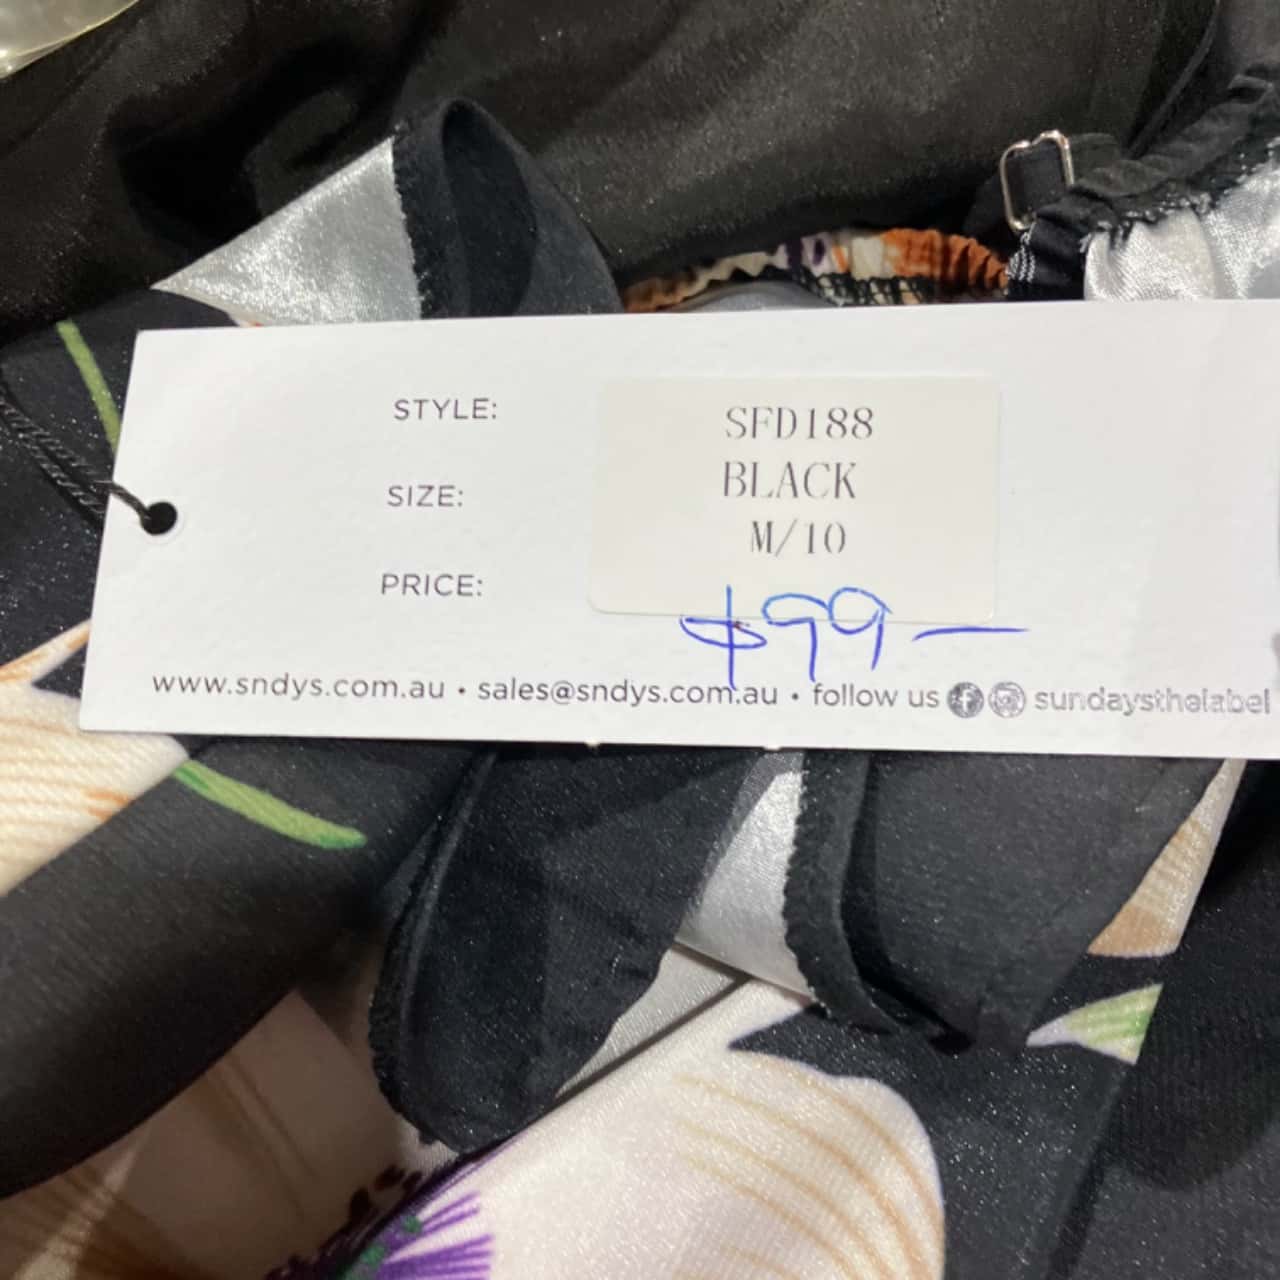 STYLE: SFD188
BLACK
SIZE: M/10
PRICE: $99-
www.sndys.com.au • sales@sndys.com.au • follow us sundaysthelabel